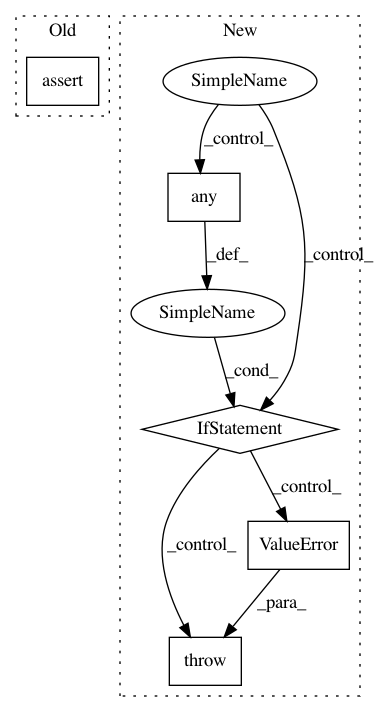 Old
New
assert
SimpleName
_control_
any
_def_
_control_
SimpleName
_cond_
IfStatement
_control_
_control_
ValueError
_para_
throw